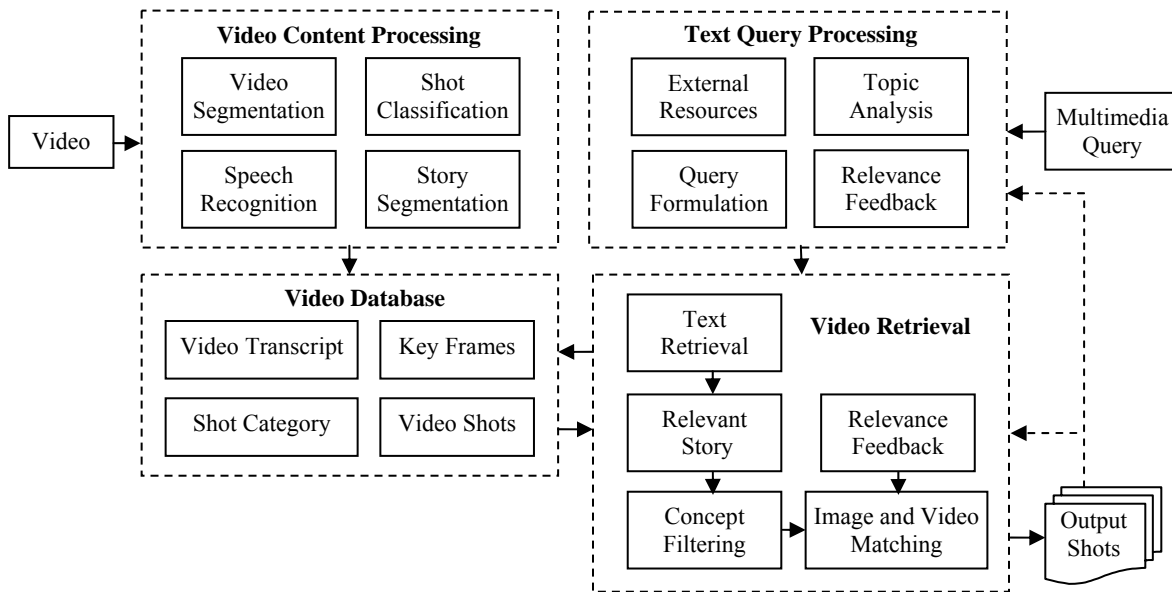 Video Content Processing
Video
Segmentation
Shot
Classification
Speech
Recognition
Story
Segmentation
Video
Text Query Processing
External
Resources
Topic
Analysis
Query
Formulation
Relevance
Feedback
Multimedia
Query
Video Database
Video Transcript
Key Frames
Shot Category
Video Shots
Video Retrieval
Text
Retrieval
Relevant
Story
Relevance
Feedback
Concept
Filtering
Image and Video
Matching
Output
Shots